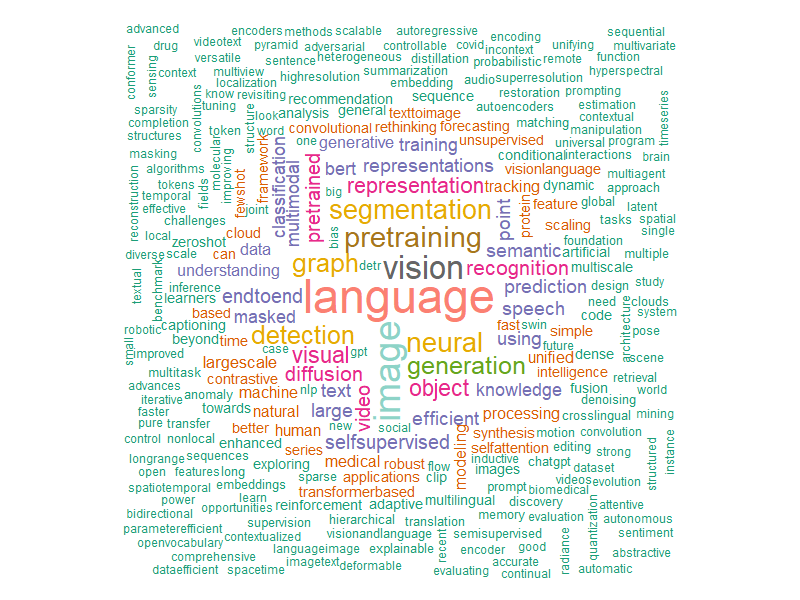 advanced
encoders methods scalable autoregressive encoding sequential
drug videotext pyramid adversarial controllable covid incontext unifying multivariate
conformer sensing context versatile sentence heterogeneous distillation probabilistic remote function
multiview highresolution summarization embedding audio superresolution hyperspectral
localization know revisiting recommendation sequence restoration prompting
sparsity convolutions tuning structure look analysis general texttoimage autoencoders estimation contextual timeseries
completion token word convolutional rethinking forecasting matching manipulation
structures one generative training unsupervised universal program
masking molecular improving framework classification multimodal pretrained bert representations conditional interactions brain
algorithms visionlanguage multiagent
reconstruction tokens fields fewshot big representation tracking dynamic approach
temporal joint segmentation point protein feature global latent
effective challenges bias scaling tasks spatial
local cloud pretraining foundation single
zeroshot can data graph detr vision semantic artificial multiple
diverse scale recognition multiscale
textual benchmark inference understanding language prediction design study
learners endtoend speech need clouds
based masked image code architecture system
robotic captioning detection neural fast swin simple pose
small beyond time case using future
improved largescale visual gpt generation unified dense scene
multitask contrastive diffusion intelligence retrieval
advances anomaly machine nlp text video object knowledge fusion world
iterative denoising
faster towards natural large efficient processing crosslingual mining
pure transfer better human new social synthesis motion convolution
control nonlocal enhanced selfsupervised selfattention editing strong instance
longrange sequences series modeling inductive chatgpt structured
open features long exploring medical robust flow images dataset
spatiotemporal embeddings sparse applications clip prompt videos evolution
power learn transformerbased biomedical
bidirectional opportunities reinforcement adaptive multilingual discovery attentive
parameterefficient supervision hierarchical translation memory evaluation quantization autonomous
openvocabulary contextualized visionandlanguage recent semisupervised radiance sentiment
comprehensive languageimage explainable encoder good abstractive
dataefficient spacetime imagetext deformable evaluating accurate continual automatic